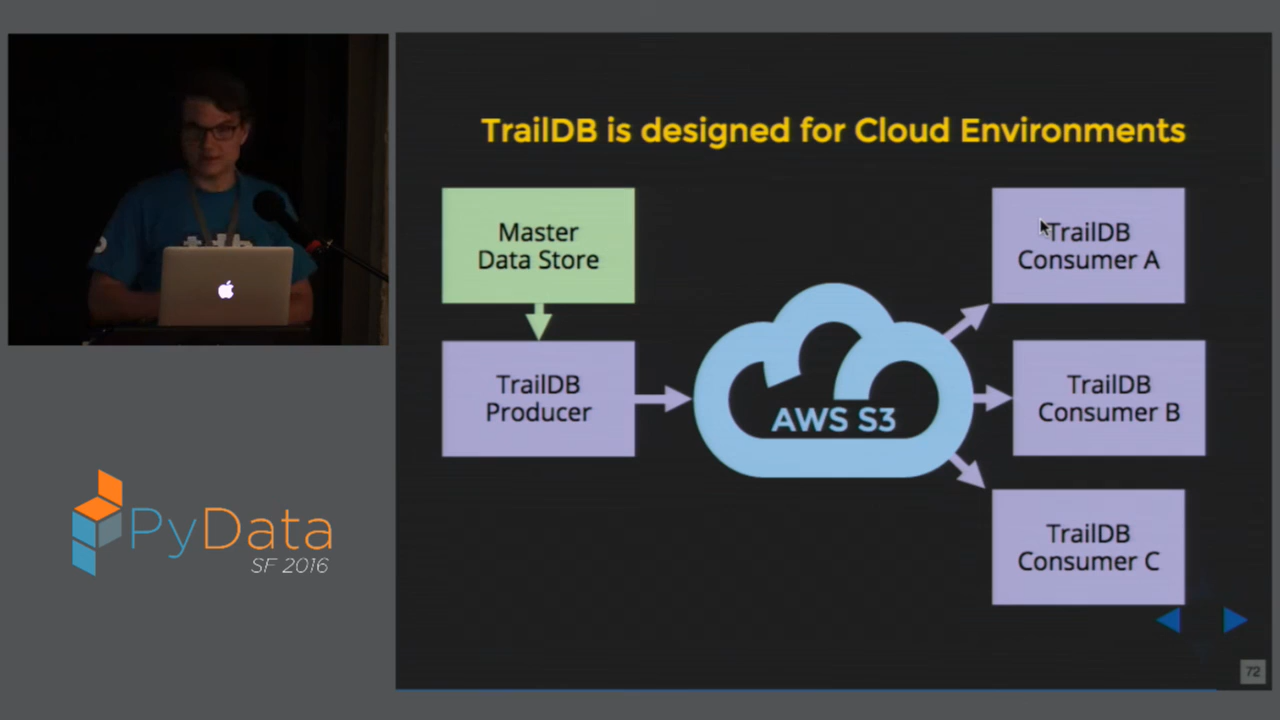 TrailDB is designed for Cloud Environments
Master
Data Store
TrailDB
Producer
AWS S3
TrailDB
Consumer A
TrailDB
Consumer B
TrailDB
Consumer C
72
PyData
SF 2016